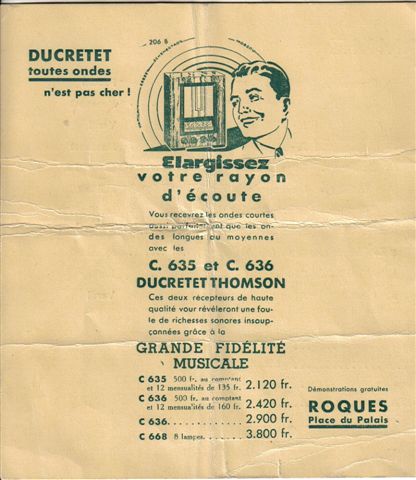 206 B
DUCRETET
toutes ondes
n'est pas cher !
Elargissez
votre rayon
d'écoute
Vous recevrez les ondes courtes
aussi parfaitement que les on-
des longues ou moyennes
avec les
C. 635 et C. 636
DUCRETET THOMSON
Ces deux récepteurs de haute
qualité vour révéleront une fou-
le de richesses sonores insoup-
çonnées grâce à la
GRANDE FIDÉLITÉ
MUSICALE
C 635 500 fr. au comptant
et 12 mensualités de 135 fr. 2.120 fr.
C 636 500 fr. au comptant
et 12 mensualités de 160 fr. 2.420 fr.
C 636. . . . . . . . . . . . . 2.900 fr.
C 668 8 lampes. . . . . . . 3.800 fr.
Démonstrations gratuites
ROQUES
Place du Palais